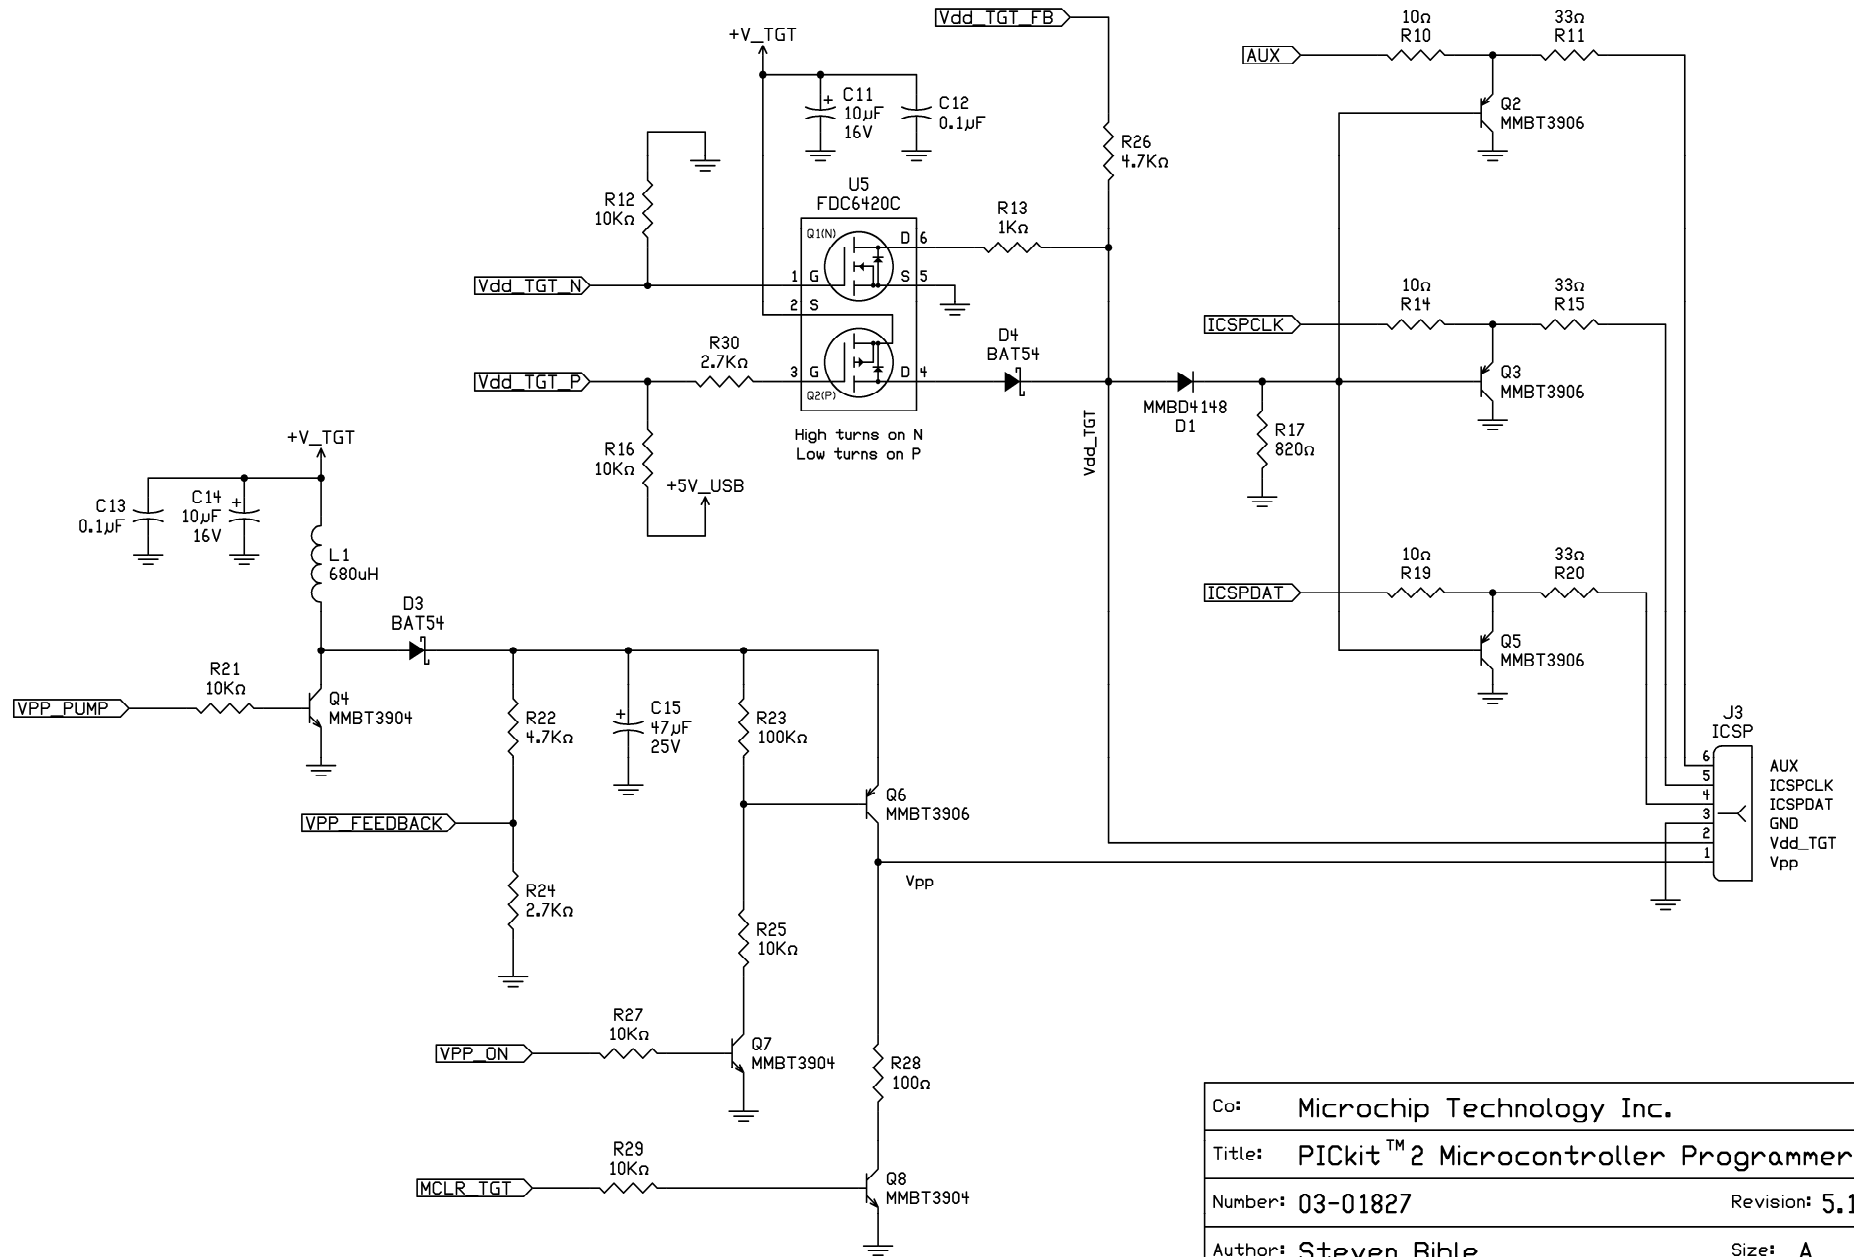 Vdd_TGT_FB
+V_TGT
C11
10µF
16V
C12
0.1µF
10Ω
R10
33Ω
R11
AUX
Q2
MMBT3906
R26
4.7KΩ
R12
10KΩ
U5
FDC6420C
Q1(N)
D 6
R13
1KΩ
Vdd_TGT_N
1 G
S 5
2 S
R30
2.7KΩ
Vdd_TGT_P
3 G
D 4
Q2(P)
High turns on N
Low turns on P
D4
BAT54
10Ω
R14
33Ω
R15
ICSPCLK
Q3
MMBT3906
MMBD4148
D1
Vdd_TGT
R17
820Ω
R16
10KΩ
+5V_USB
+V_TGT
C13
0.1µF
C14
10µF
16V
L1
680uH
D3
BAT54
10Ω
R19
33Ω
R20
ICSPDAT
Q5
MMBT3906
R21
10KΩ
VPP_PUMP
Q4
MMBT3904
R22
4.7KΩ
C15
47µF
25V
R23
100KΩ
VPP_FEEDBACK
Q6
MMBT3906
J3
ICSP
6 AUX
5 ICSPCLK
4 ICSPDAT
3 GND
2 Vdd_TGT
1 Vpp
Vpp
R24
2.7KΩ
R25
10KΩ
R27
10KΩ
VPP_ON
Q7
MMBT3904
R28
100Ω
R29
10KΩ
MCLR_TGT
Q8
MMBT3904
Co: Microchip Technology Inc.
Title: PICkit™ 2 Microcontroller Programmer
Number: 03-01827 Revision: 5.1
Author: Steven Bible Size: A